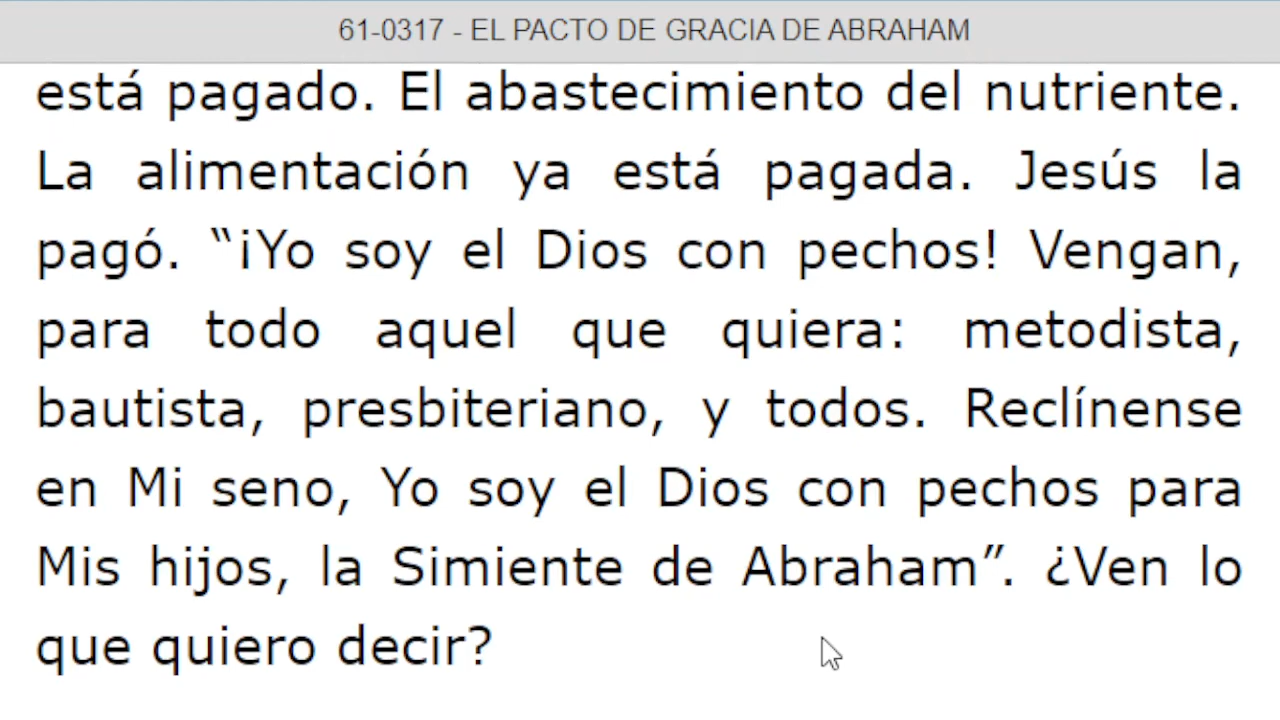 61-0317 - EL PACTO DE GRACIA DE ABRAHAM
está pagado. El abastecimiento del nutriente.
La alimentación ya está pagada. Jesús la
pagó. “¡Yo soy el Dios con pechos! Vengan,
para todo aquel que quiera: metodista,
bautista, presbiteriano, y todos. Reclínense
en Mi seno, Yo soy el Dios con pechos para
Mis hijos, la Simiente de Abraham”. ¿Ven lo
que quiero decir?